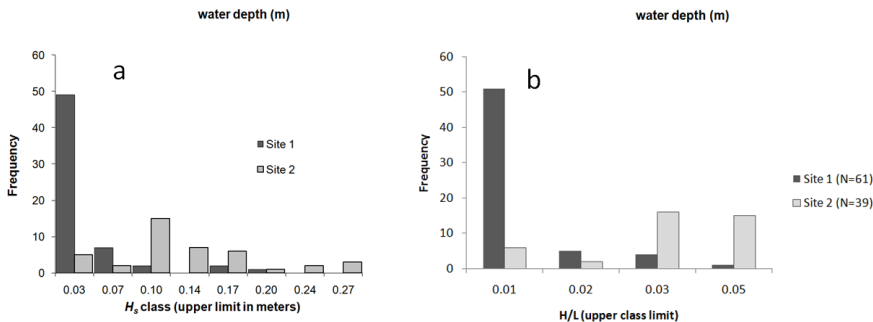 water depth (m)
a
60
50
40
30
20
10
0
Frequency
Site 1
Site 2
0.03 0.07 0.10 0.14 0.17 0.20 0.24 0.27
Hs class (upper limit in meters)
water depth (m)
b
60
50
40
30
20
10
0
Frequency
Site 1 (N=61)
Site 2 (N=39)
0.01 0.02 0.03 0.05
H/L (upper class limit)